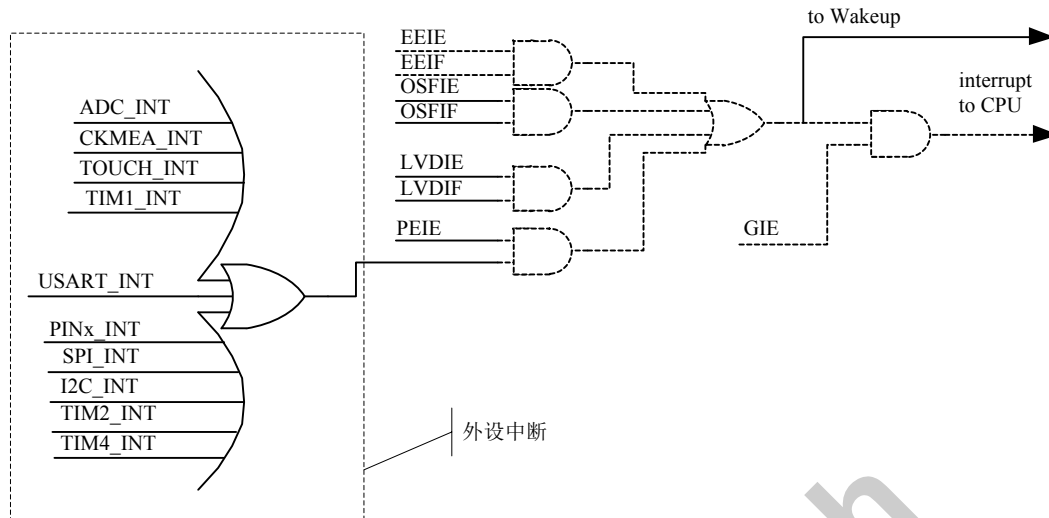 to Wakeup
interrupt
to CPU
EEIE
EEIF
OSFIE
OSFIF
LVDIE
LVDIF
PEIE
GIE
ADC_INT
CKMEA_INT
TOUCH_INT
TIM1_INT
USART_INT
PINx_INT
SPI_INT
I2C_INT
TIM2_INT
TIM4_INT
外设中断
h